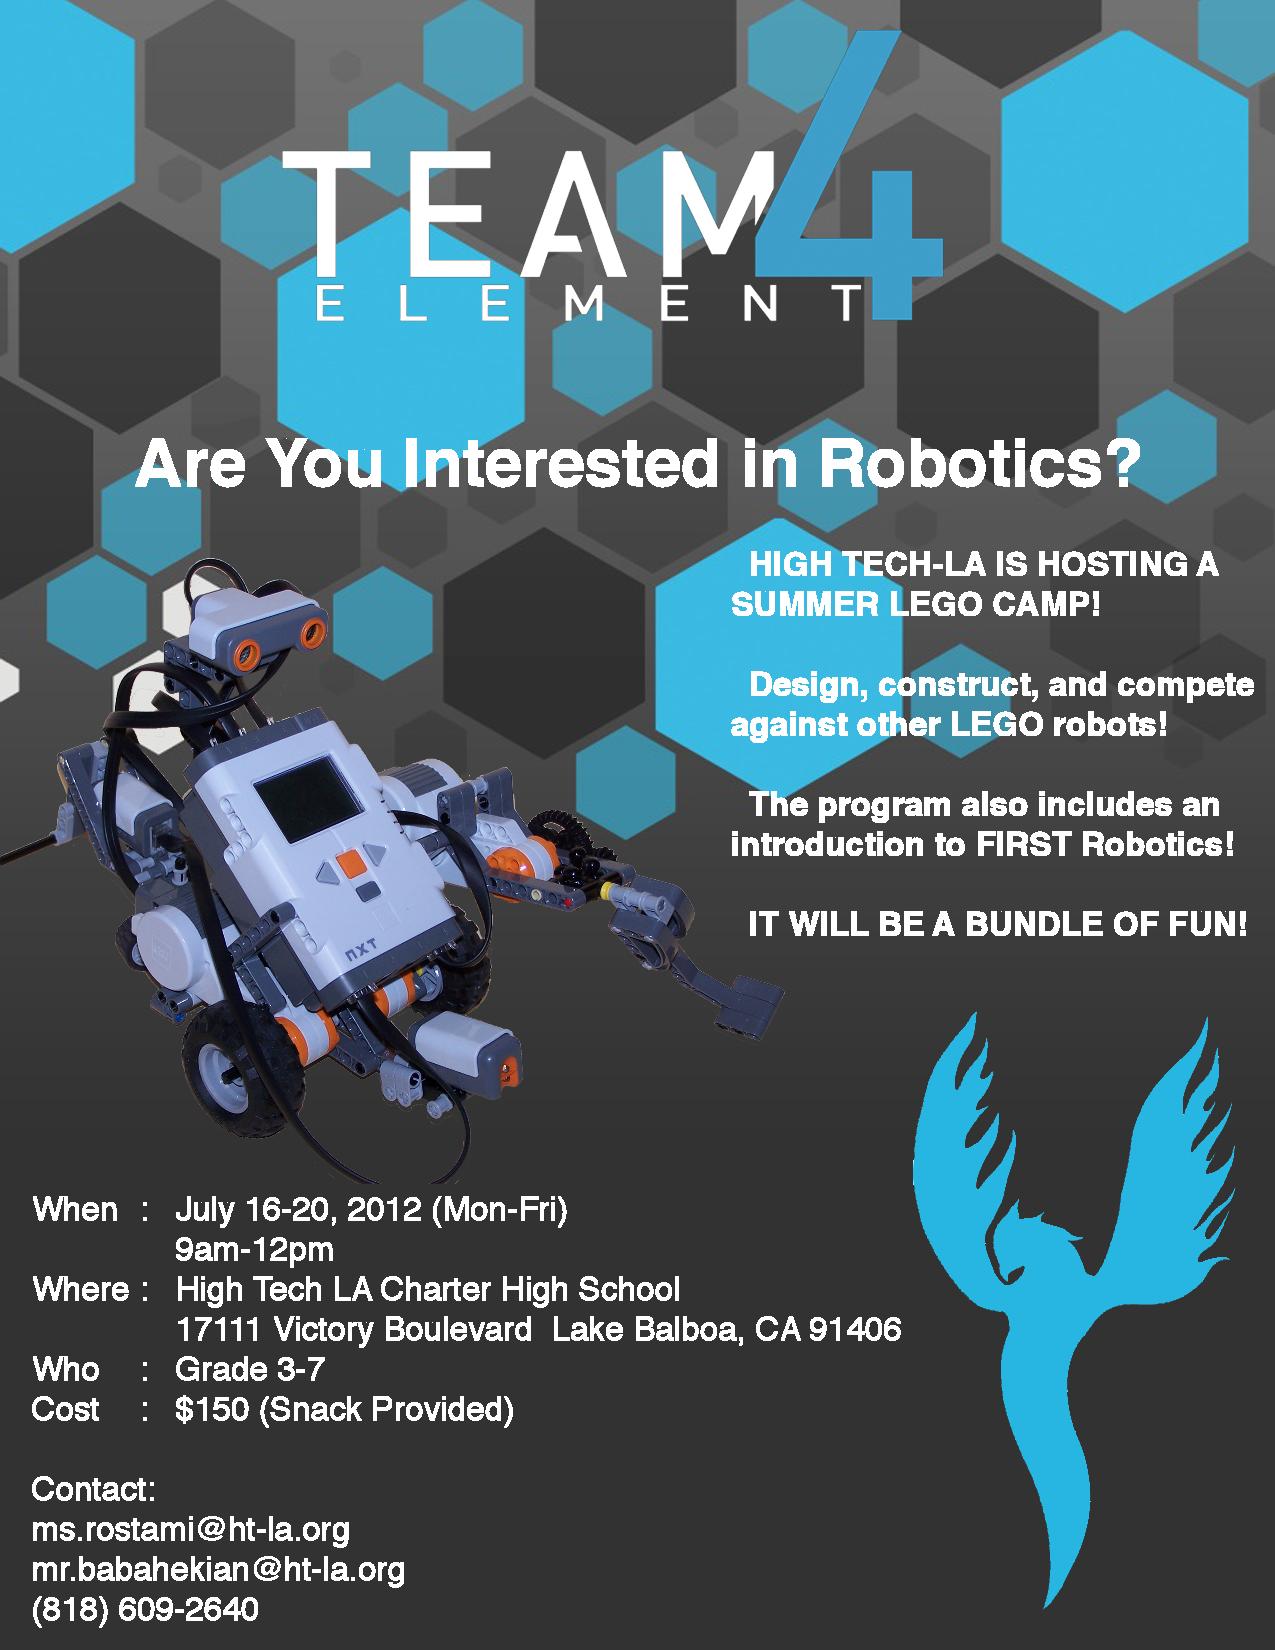 TEAM 4
ELEMENT
Are You Interested in Robotics?
HIGH TECH-LA IS HOSTING A
SUMMER LEGO CAMP!
Design, construct, and compete
against other LEGO robots!
The program also includes an
introduction to FIRST Robotics!
IT WILL BE A BUNDLE OF FUN!
NXT
When : July 16-20, 2012 (Mon-Fri)
9am-12pm
Where : High Tech LA Charter High School
17111 Victory Boulevard Lake Balboa, CA 91406
Who : Grade 3-7
Cost : $150 (Snack Provided)
Contact:
ms.rostami@ht-la.org
mr.babahekian@ht-la.org
(818) 609-2640